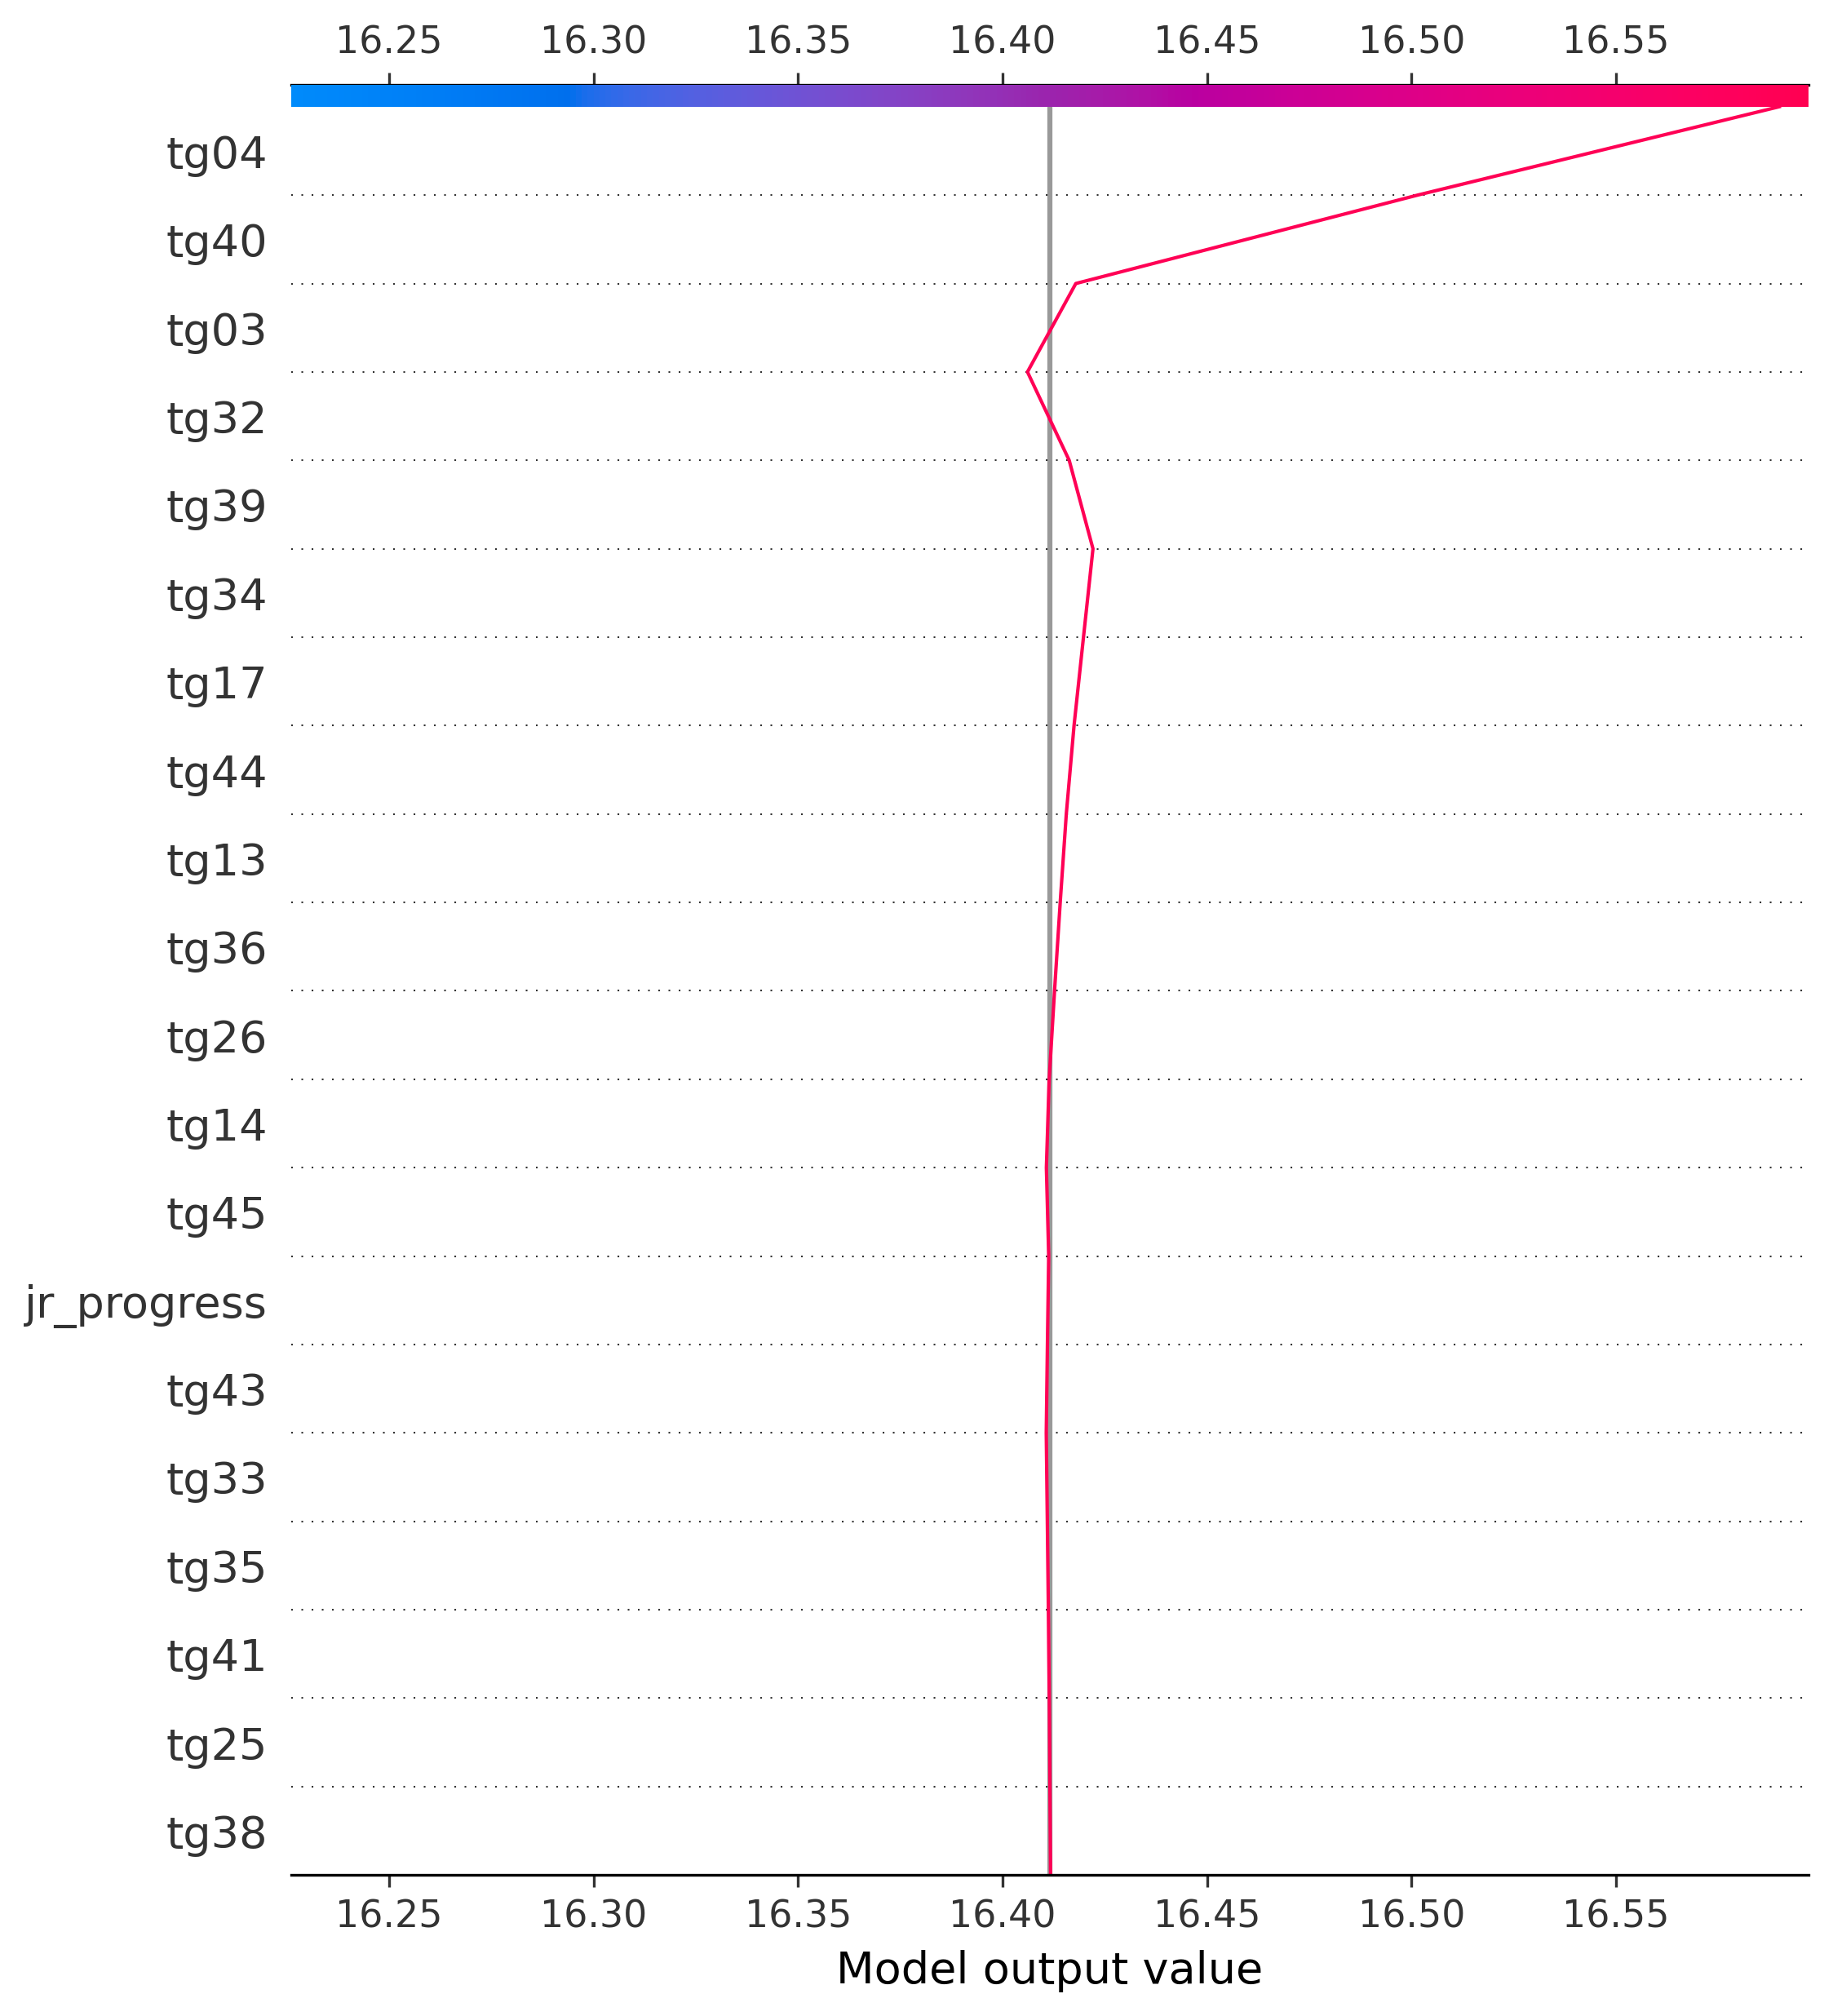 16.25 16.30 16.35 16.40 16.45 16.50 16.55
tg04
tg40
tg03
tg32
tg39
tg34
tg17
tg44
tg13
tg36
tg26
tg14
tg45
jr_progress
tg43
tg33
tg35
tg41
tg25
tg38
16.25 16.30 16.35 16.40 16.45 16.50 16.55
Model output value